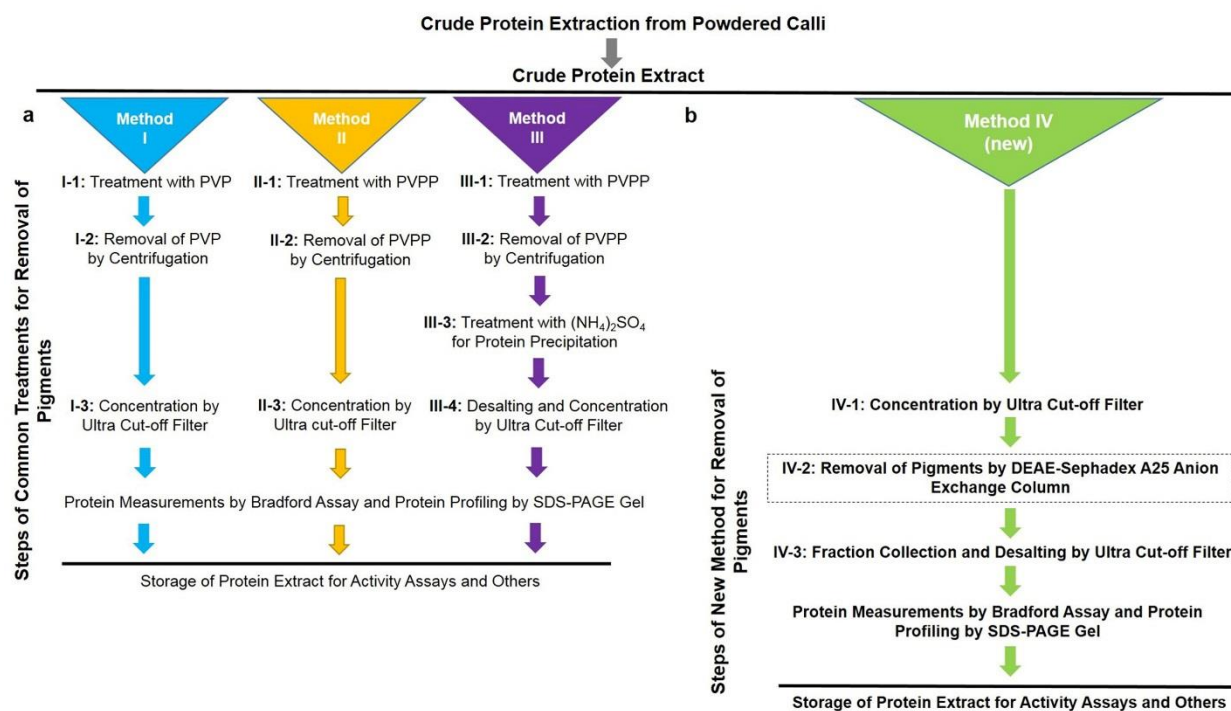 Crude Protein Extraction from Powdered Calli
Crude Protein Extract
a
Steps of Common Treatments for Removal of
Pigments
Method
I
I-1: Treatment with PVP
I-2: Removal of PVP
by Centrifugation
I-3: Concentration by
Ultra Cut-off Filter
Method
II
II-1: Treatment with PVPP
II-2: Removal of PVPP
by Centrifugation
II-3: Concentration by
Ultra cut-off Filter
Method
III
III-1: Treatment with PVPP
III-2: Removal of PVPP
by Centrifugation
III-3: Treatment with (NH₄)₂SO₄
for Protein Precipitation
III-4: Desalting and Concentration
by Ultra Cut-off Filter
Protein Measurements by Bradford Assay and Protein Profiling by SDS-PAGE Gel
Storage of Protein Extract for Activity Assays and Others
b
Steps of New Method for Removal of
Pigments
Method IV
(new)
IV-1: Concentration by Ultra Cut-off Filter
IV-2: Removal of Pigments by DEAE-Sephadex A25 Anion
Exchange Column
IV-3: Fraction Collection and Desalting by Ultra Cut-off Filter
Protein Measurements by Bradford Assay and Protein
Profiling by SDS-PAGE Gel
Storage of Protein Extract for Activity Assays and Others